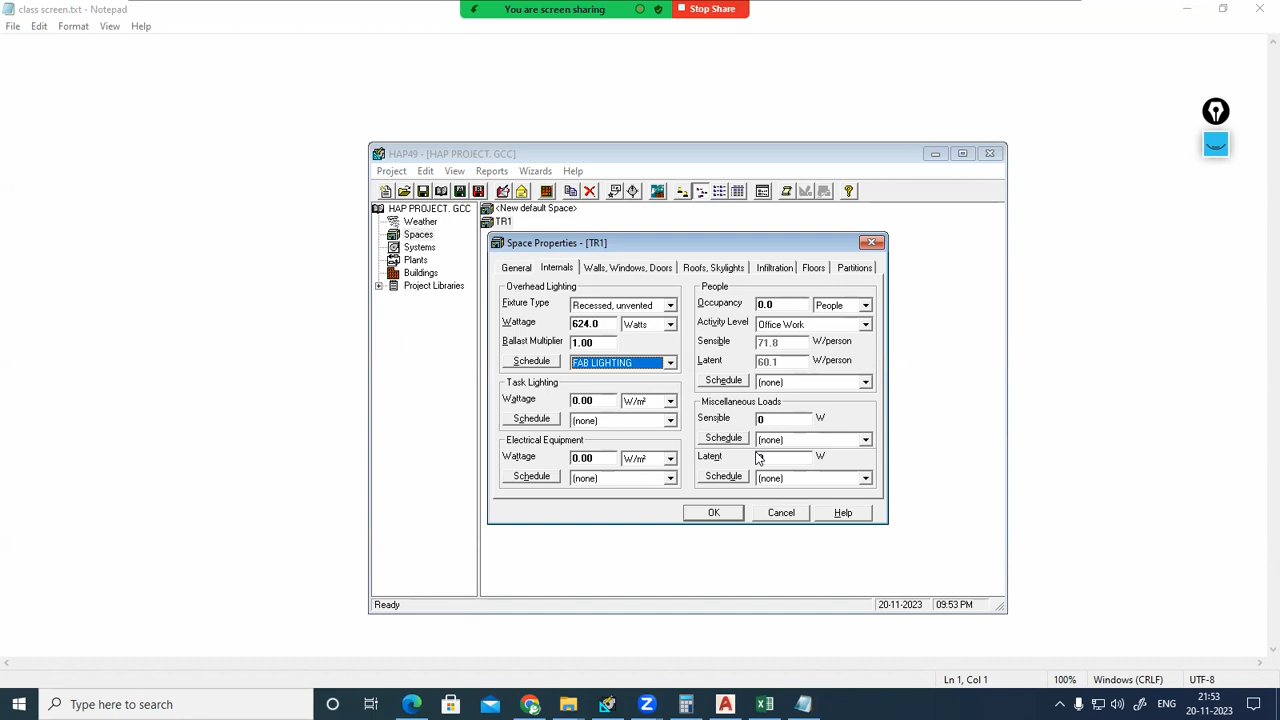 class screen.txt - Notepad
You are screen sharing
Stop Share
File Edit Format View Help
HAP49 - [HAP PROJECT. GCC]
Project Edit View Reports Wizards Help
HAP PROJECT. GCC
Weather
Spaces
Systems
Plants
Buildings
Project Libraries
<New default Space>
TR1
Space Properties - [TR1]
General Internals Walls, Windows, Doors Roofs, Skylights Infiltration Floors Partitions
Overhead Lighting
Fixture Type Recessed, unvented
Wattage 624.0 Watts
Ballast Multiplier 1.00
Schedule FAB LIGHTING
Task Lighting
Wattage 0.00 W/m²
Schedule (none)
Electrical Equipment
Wattage 0.00 W/m²
Schedule (none)
People
Occupancy 0.0 People
Activity Level Office Work
Sensible 71.8 W/person
Latent 60.1 W/person
Schedule (none)
Miscellaneous Loads
Sensible 0 W
Schedule (none)
Latent W
Schedule (none)
OK Cancel Help
Ready 20-11-2023 09:53 PM
Ln 1, Col 1 100% Windows (CRLF) UTF-8
Type here to search
ENG
21:53
20-11-2023